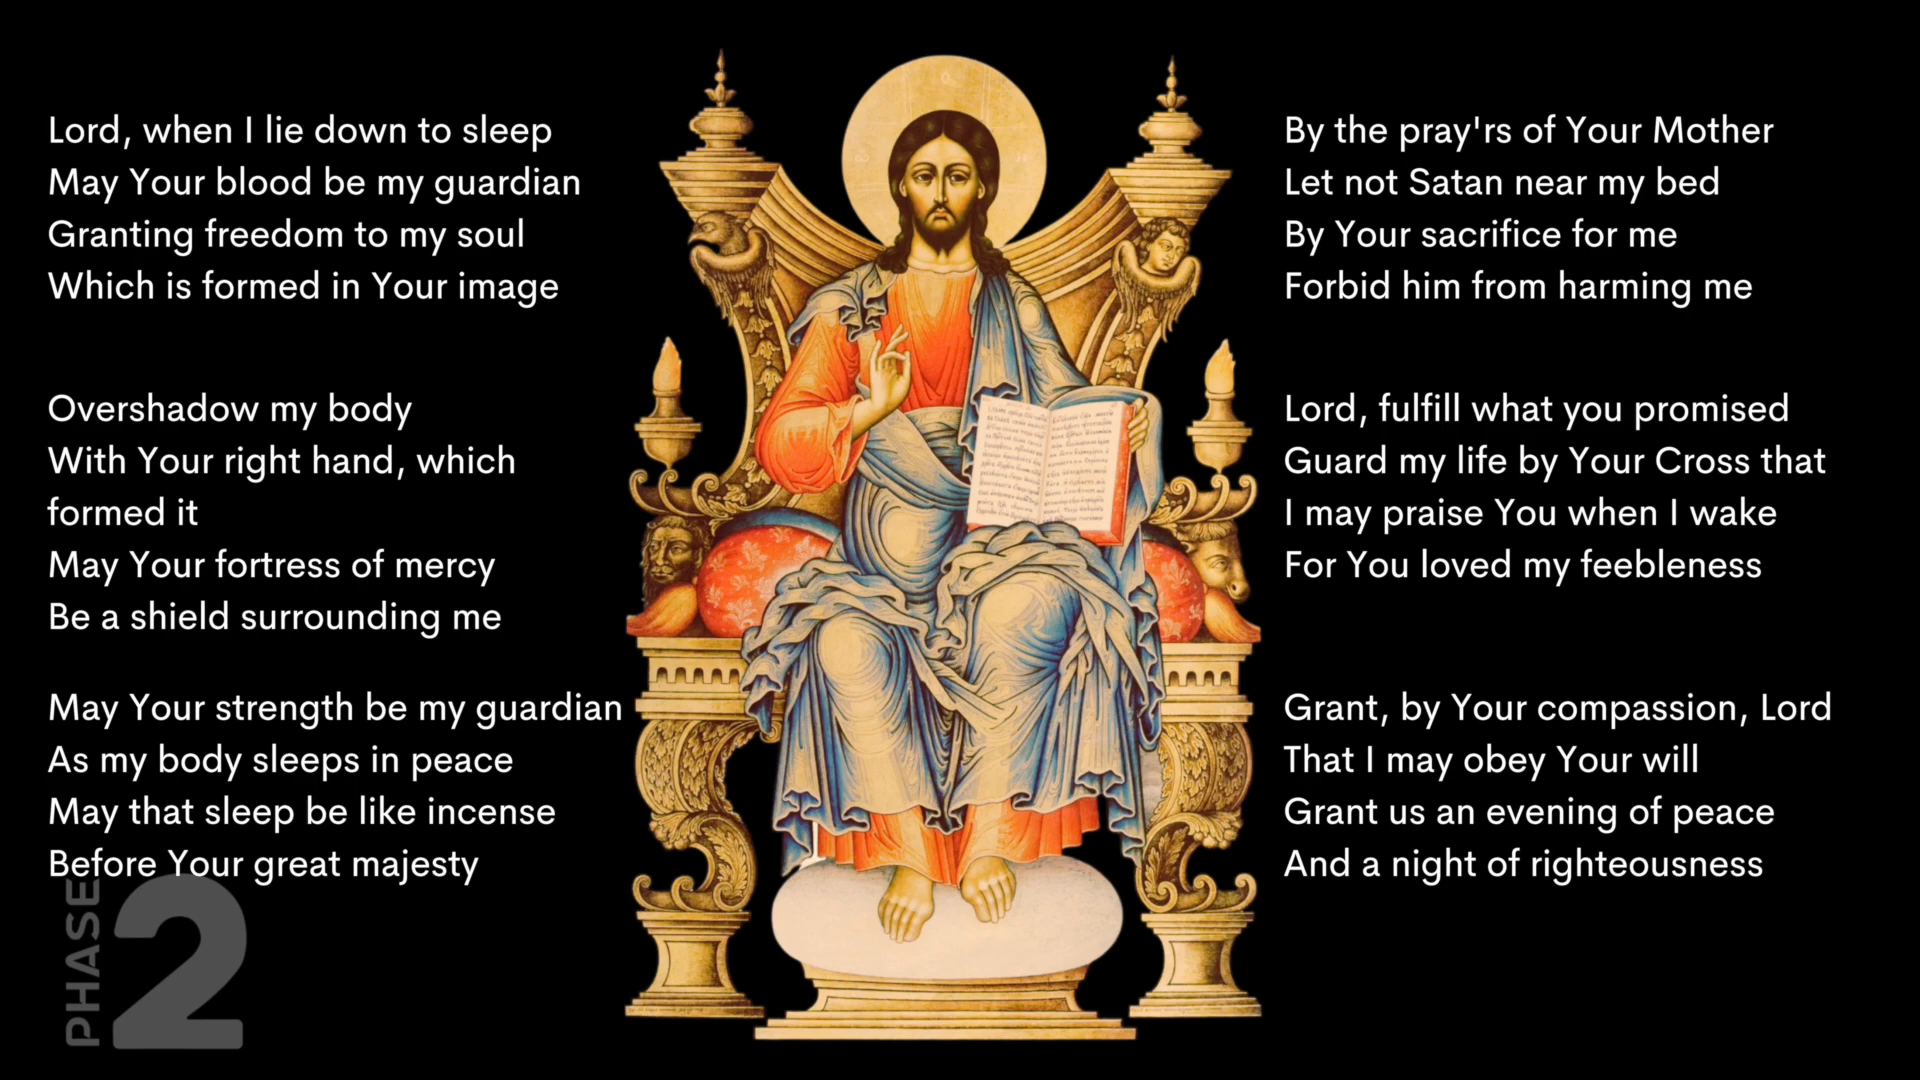 Lord, when I lie down to sleep
May Your blood be my guardian
Granting freedom to my soul
Which is formed in Your image
Overshadow my body
With Your right hand, which
formed it
May Your fortress of mercy
Be a shield surrounding me
May Your strength be my guardian
As my body sleeps in peace
May that sleep be like incense
Before Your great majesty
By the pray'rs of Your Mother
Let not Satan near my bed
By Your sacrifice for me
Forbid him from harming me
Lord, fulfill what you promised
Guard my life by Your Cross that
I may praise You when I wake
For You loved my feebleness
Grant, by Your compassion, Lord
That I may obey Your will
Grant us an evening of peace
And a night of righteousness
PHASE 2